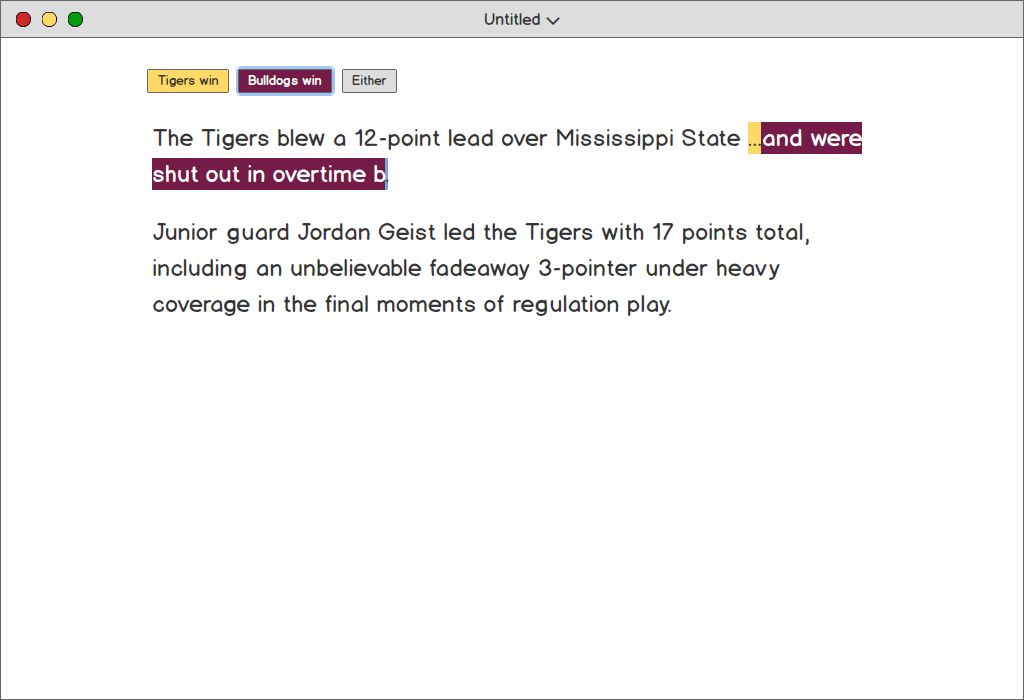 Untitled
Tigers win Bulldogs win Either
The Tigers blew a 12-point lead over Mississippi State ...and were
shut out in overtime b.
Junior guard Jordan Geist led the Tigers with 17 points total,
including an unbelievable fadeaway 3-pointer under heavy
coverage in the final moments of regulation play.